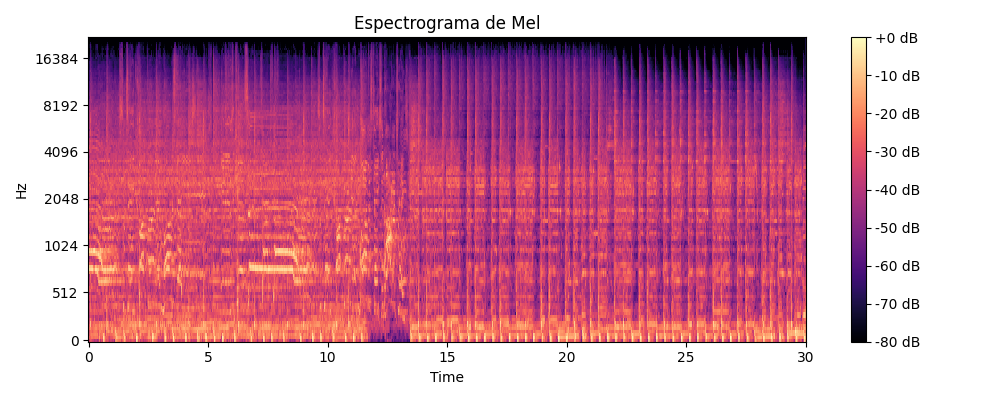 Espectrograma de Mel
Hz
16384
8192
4096
2048
1024
512
0
0 5 10 15 20 25 30
Time
+0 dB
-10 dB
-20 dB
-30 dB
-40 dB
-50 dB
-60 dB
-70 dB
-80 dB